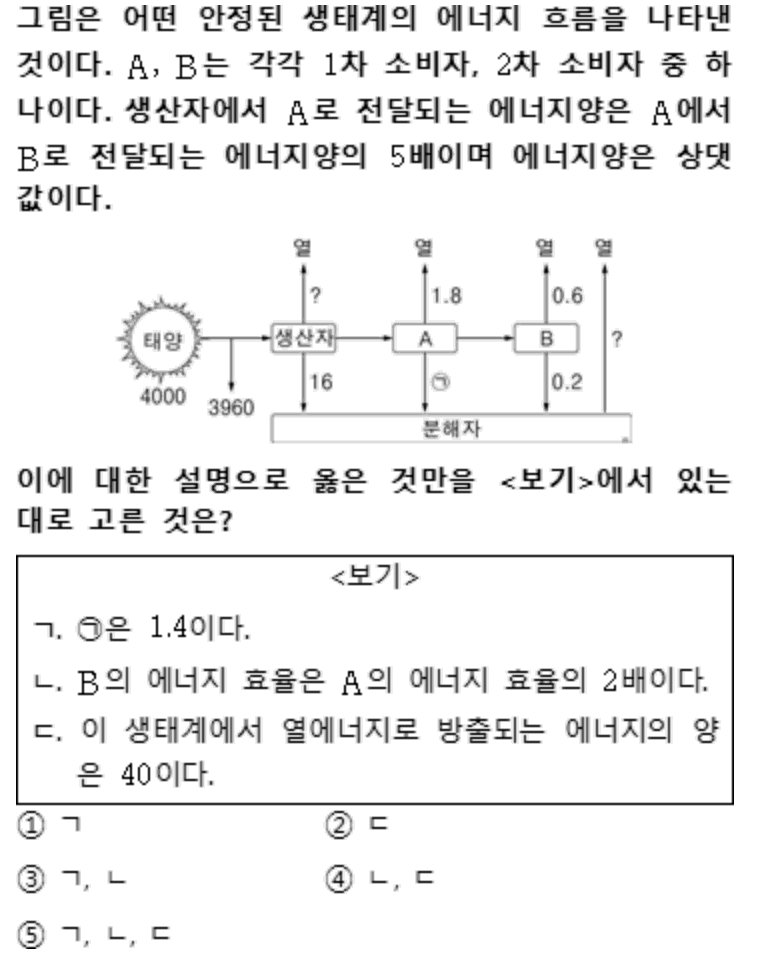 그림은 어떤 안정된 생태계의 에너지 흐름을 나타낸
것이다. A, B는 각각 1차 소비자, 2차 소비자 중 하
나이다. 생산자에서 A로 전달되는 에너지양은 A에서
B로 전달되는 에너지양의 5배이며 에너지양은 상댓
값이다.
열 열 열 열
? 1.8 0.6
태양 생산자 A B ?
4000 3960 16 ㉠ 0.2
분해자
이에 대한 설명으로 옳은 것만을 <보기>에서 있는
대로 고른 것은?
<보기>
ㄱ. ㉠은 1.4이다.
ㄴ. B의 에너지 효율은 A의 에너지 효율의 2배이다.
ㄷ. 이 생태계에서 열에너지로 방출되는 에너지의 양
은 40이다.
① ㄱ ② ㄷ
③ ㄱ, ㄴ ④ ㄴ, ㄷ
⑤ ㄱ, ㄴ, ㄷ